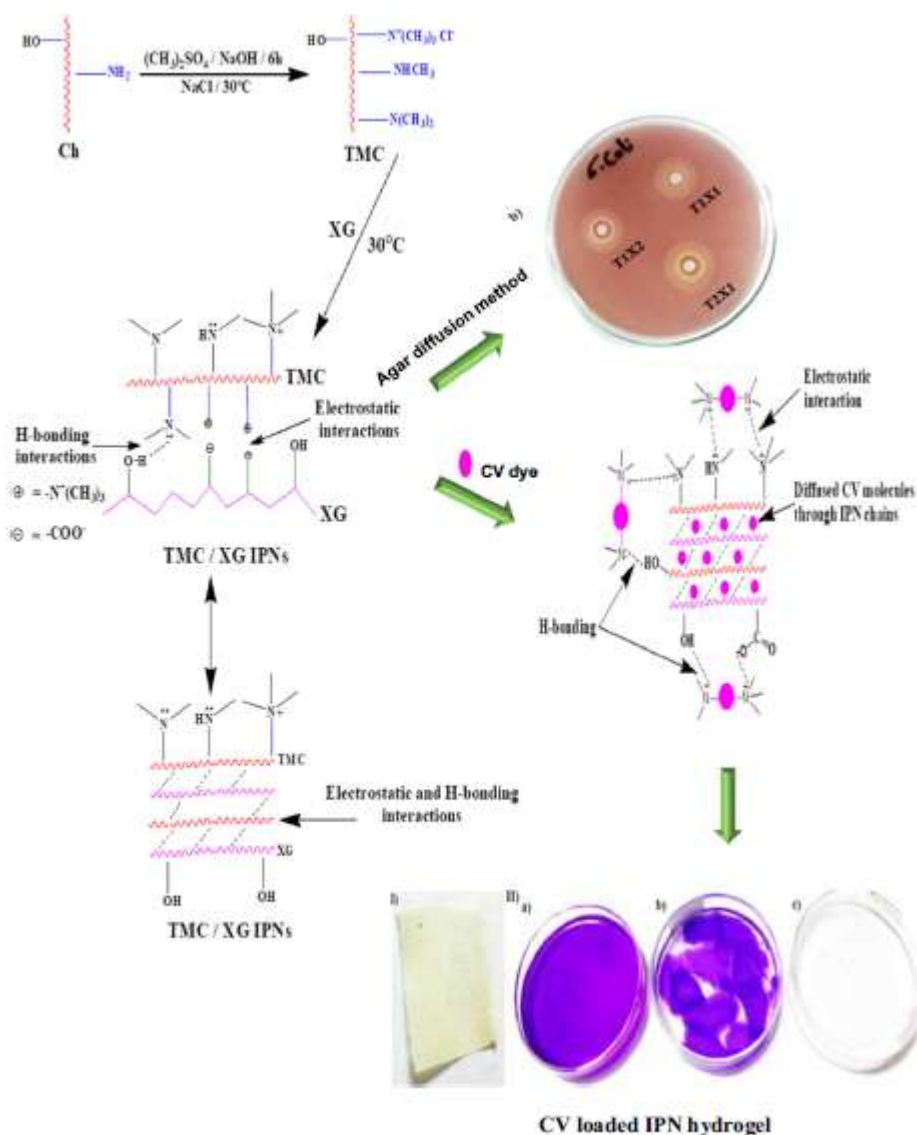 HO
(CH₃)₂SO₄ / NaOH / 6h
NaCl / 30°C
NH₂
Ch
HO
N⁺(CH₃)₃ Cl⁻
NHCH₃
N(CH₃)₂
TMC
XG
30°C
Agar diffusion method
b)
E. Coli
T1X2
T1X1
N
HN
N⁺
TMC
H-bonding
interactions
Electrostatic
interactions
N
O-H
OH
⊕ = -N⁺(CH₃)₃
⊖ = -COO⁻
XG
TMC / XG IPNs
CV dye
Electrostatic
interaction
HN
Diffused CV molecules
through IPN chains
HO
H-bonding
OH
C
O
N
HN
N⁺
TMC
Electrostatic and H-bonding
interactions
XG
OH
OH
TMC / XG IPNs
I)
II)
a)
b)
c)
CV loaded IPN hydrogel